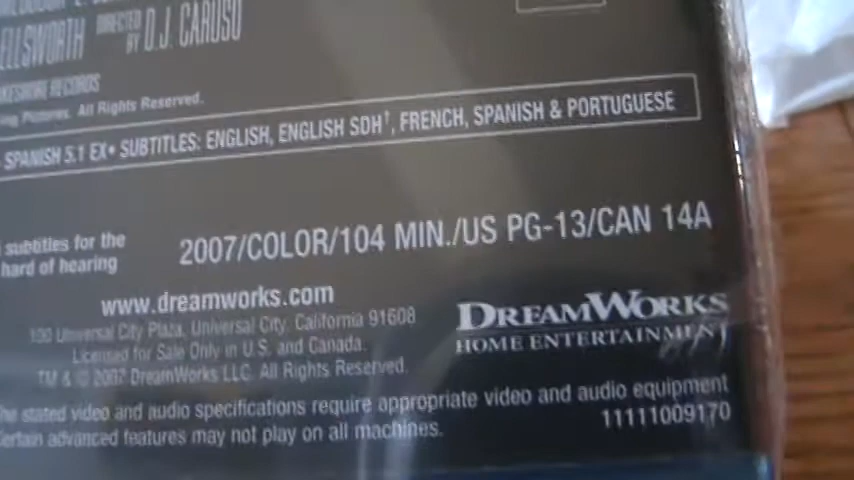 ELLSWORTH DIRECTED BY D.J. CARUSO
RECORDS
Pictures. All Rights Reserved.
SPANISH 5.1 EX• SUBTITLES: ENGLISH, ENGLISH SDH†, FRENCH, SPANISH & PORTUGUESE
subtitles for the
hard of hearing
2007/COLOR/104 MIN./US PG-13/CAN 14A
www.dreamworks.com
100 Universal City Plaza, Universal City, California 91608
Licensed for Sale Only in U.S. and Canada.
TM & © 2007 DreamWorks LLC. All Rights Reserved.
DREAMWORKS
HOME ENTERTAINMENT
The stated video and audio specifications require appropriate video and audio equipment
Certain advanced features may not play on all machines.
11111009170